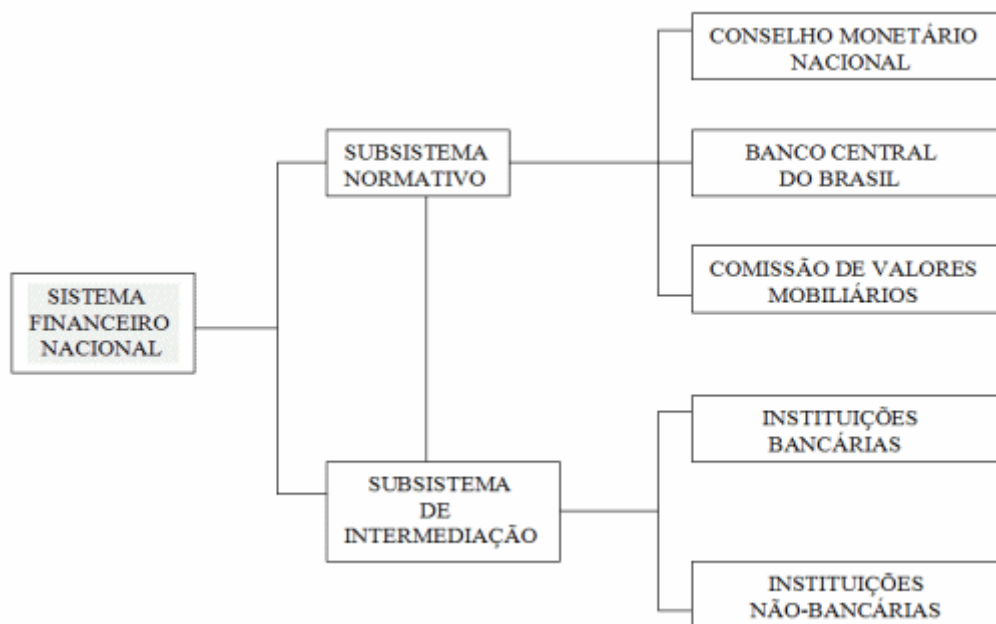 CONSELHO MONETÁRIO
NACIONAL
SUBSISTEMA
NORMATIVO
BANCO CENTRAL
DO BRASIL
COMISSÃO DE VALORES
MOBILIÁRIOS
SISTEMA
FINANCEIRO
NACIONAL
INSTITUIÇÕES
BANCÁRIAS
SUBSISTEMA
DE
INTERMEDIAÇÃO
INSTITUIÇÕES
NÃO-BANCÁRIAS